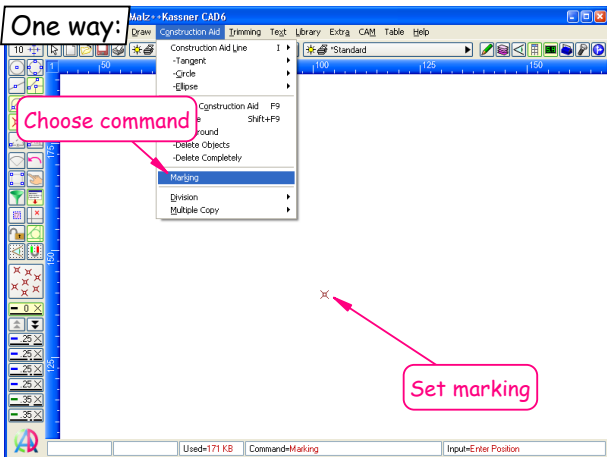 One way:
Malz++Kassner CAD6
Draw Construction Aid Trimming Text Library Extra CAM Table Help
10
*Standard
Construction Aid Line I
-Tangent
-Circle
-Ellipse
Construction Aid F9
Shift+F9
-Delete Objects
-Delete Completely
Marking
Division
Multiple Copy
Choose command
Set marking
1
50
100
125
150
175
150
125
0
.25
.25
.25
.25
.35
.35
Used=171 KB
Command=Marking
Input=Enter Position